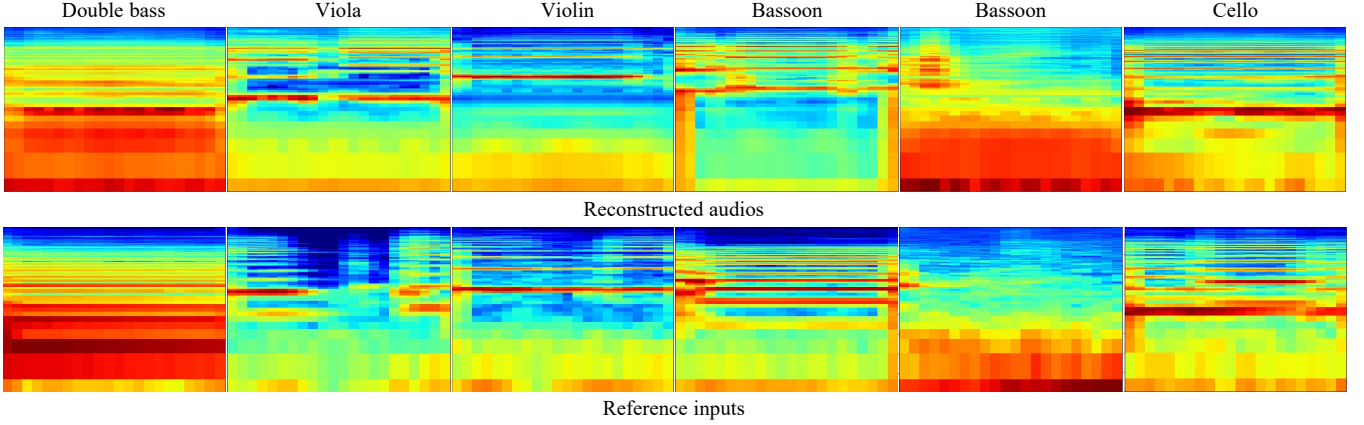 Double bass Viola Violin Bassoon Bassoon Cello
Reconstructed audios
Reference inputs